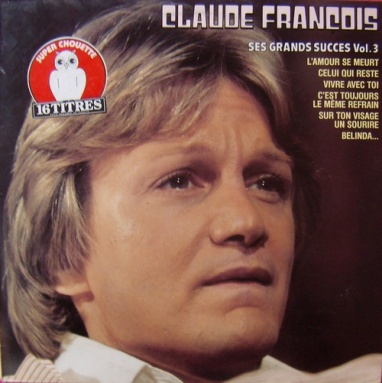 CLAUDE FRANCOIS
SES GRANDS SUCCES Vol.3
L'AMOUR SE MEURT
CELUI QUI RESTE
VIVRE AVEC TOI
C'EST TOUJOURS
LE MÊME REFRAIN
SUR TON VISAGE
UN SOURIRE
BELINDA...
SUPER CHOUETTE
16 TITRES